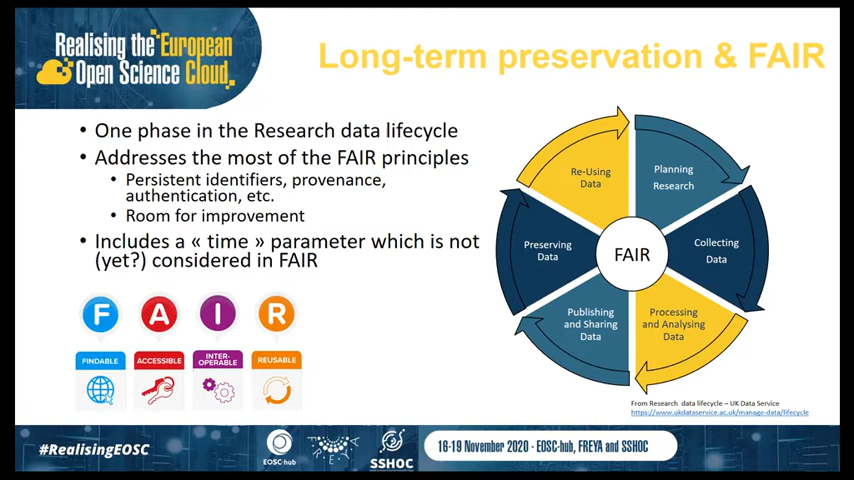 Realising the European
Open Science Cloud
Long-term preservation & FAIR
• One phase in the Research data lifecycle
• Addresses the most of the FAIR principles
• Persistent identifiers, provenance,
authentication, etc.
• Room for improvement
• Includes a « time » parameter which is not
(yet?) considered in FAIR
F A I R
FINDABLE
ACCESSIBLE
INTER-
OPERABLE
REUSABLE
Re-Using
Data
Planning
Research
Preserving
Data
FAIR
Collecting
Data
Publishing
and Sharing
Data
Processing
and Analysing
Data
From Research data lifecycle – UK Data Service
https://www.ukdataservice.ac.uk/manage-data/lifecycle
#RealisingEOSC
EOSC-hub
FREYA
SSHOC
16-19 November 2020 - EOSC-hub, FREYA and SSHOC